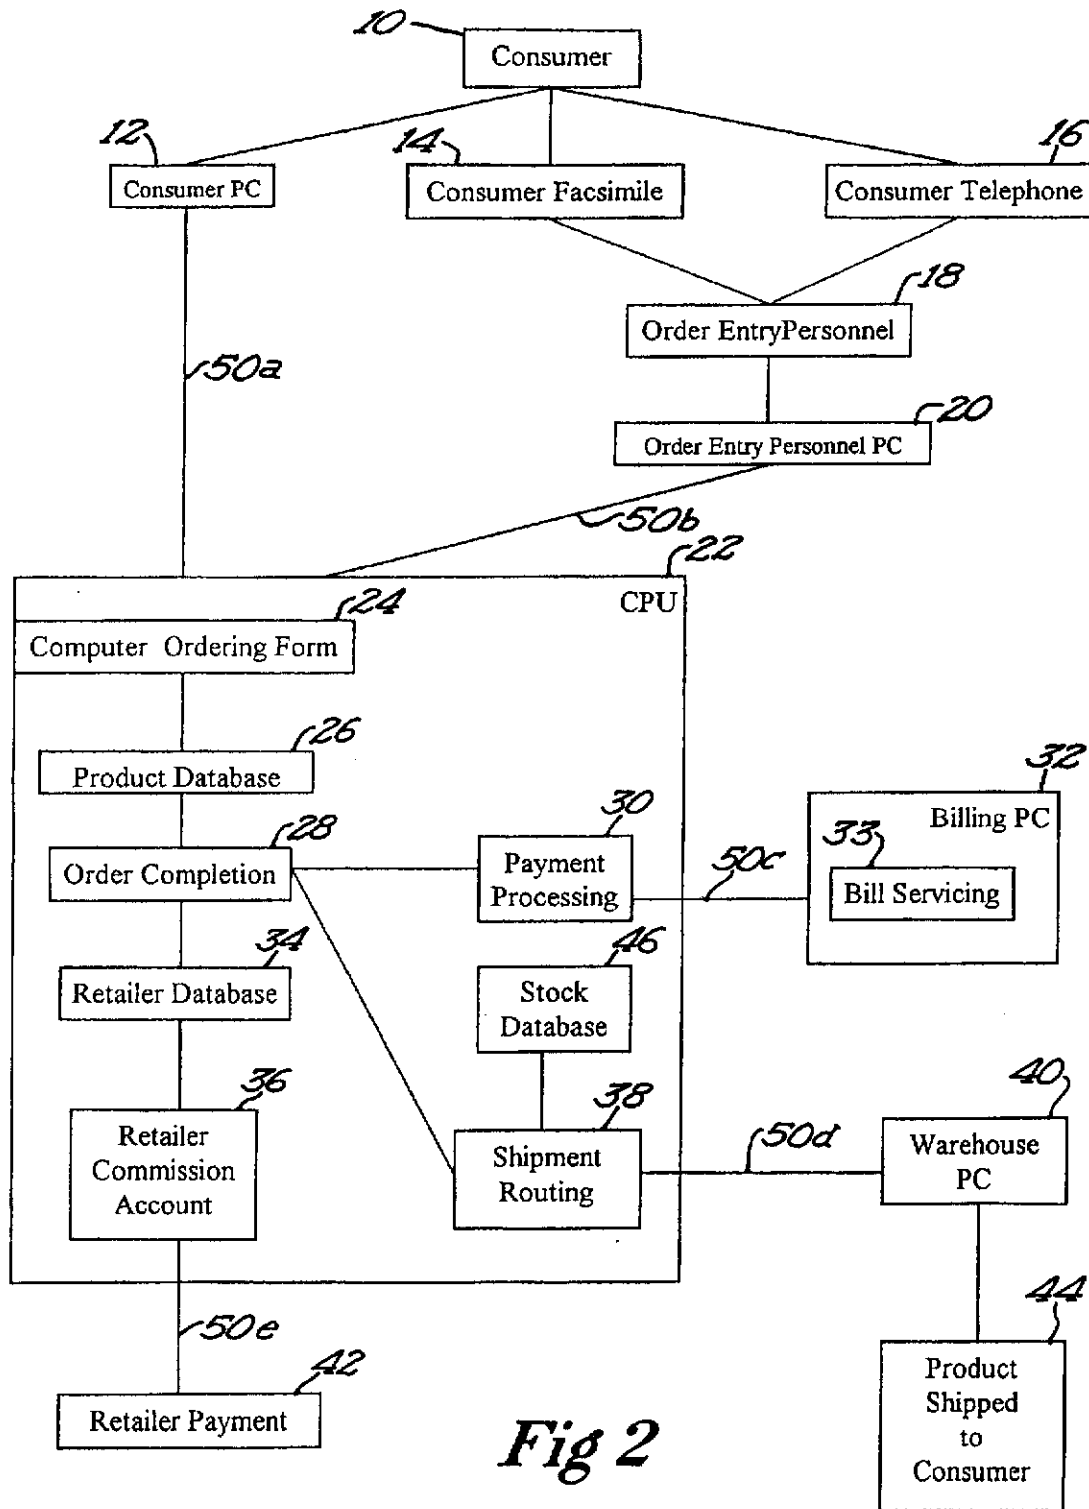 10
Consumer
12
14
16
Consumer PC
Consumer Facsimile
Consumer Telephone
18
Order EntryPersonnel
50a
20
Order Entry Personnel PC
50b
22
CPU
24
Computer Ordering Form
26
Product Database
32
Billing PC
28
30
33
Order Completion
Payment
Processing
50c
Bill Servicing
34
46
Retailer Database
Stock
Database
36
38
40
Retailer
Commission
Account
Shipment
Routing
50d
Warehouse
PC
50e
44
42
Retailer Payment
Product
Shipped
to
Consumer
Fig 2